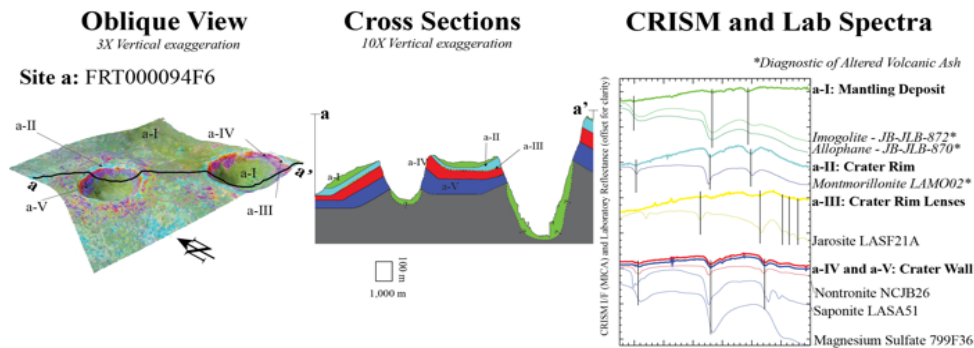 Oblique View
3X Vertical exaggeration
Site a: FRT000094F6
a-II
a-I
a-IV
a
a-I
a'
a-V
a-III
N
Cross Sections
10X Vertical exaggeration
a
a'
a-IV
a-II
a-III
a-I
a-V
100 m
1,000 m
CRISM and Lab Spectra
*Diagnostic of Altered Volcanic Ash
CRISM I/F (MICA) and Laboratory Reflectance (offset for clarity)
a-I: Mantling Deposit
Imogolite - JB-JLB-872*
Allophane - JB-JLB-870*
a-II: Crater Rim
Montmorillonite LAMO02*
a-III: Crater Rim Lenses
Jarosite LASF21A
a-IV and a-V: Crater Wall
Nontronite NCJB26
Saponite LASA51
Magnesium Sulfate 799F36